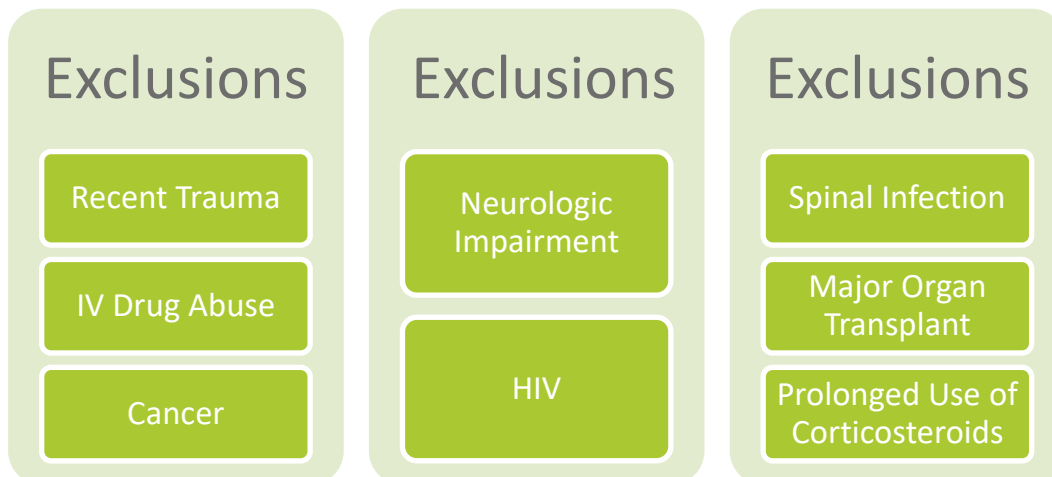 Exclusions
Recent Trauma
IV Drug Abuse
Cancer
Exclusions
Neurologic
Impairment
HIV
Exclusions
Spinal Infection
Major Organ
Transplant
Prolonged Use of
Corticosteroids